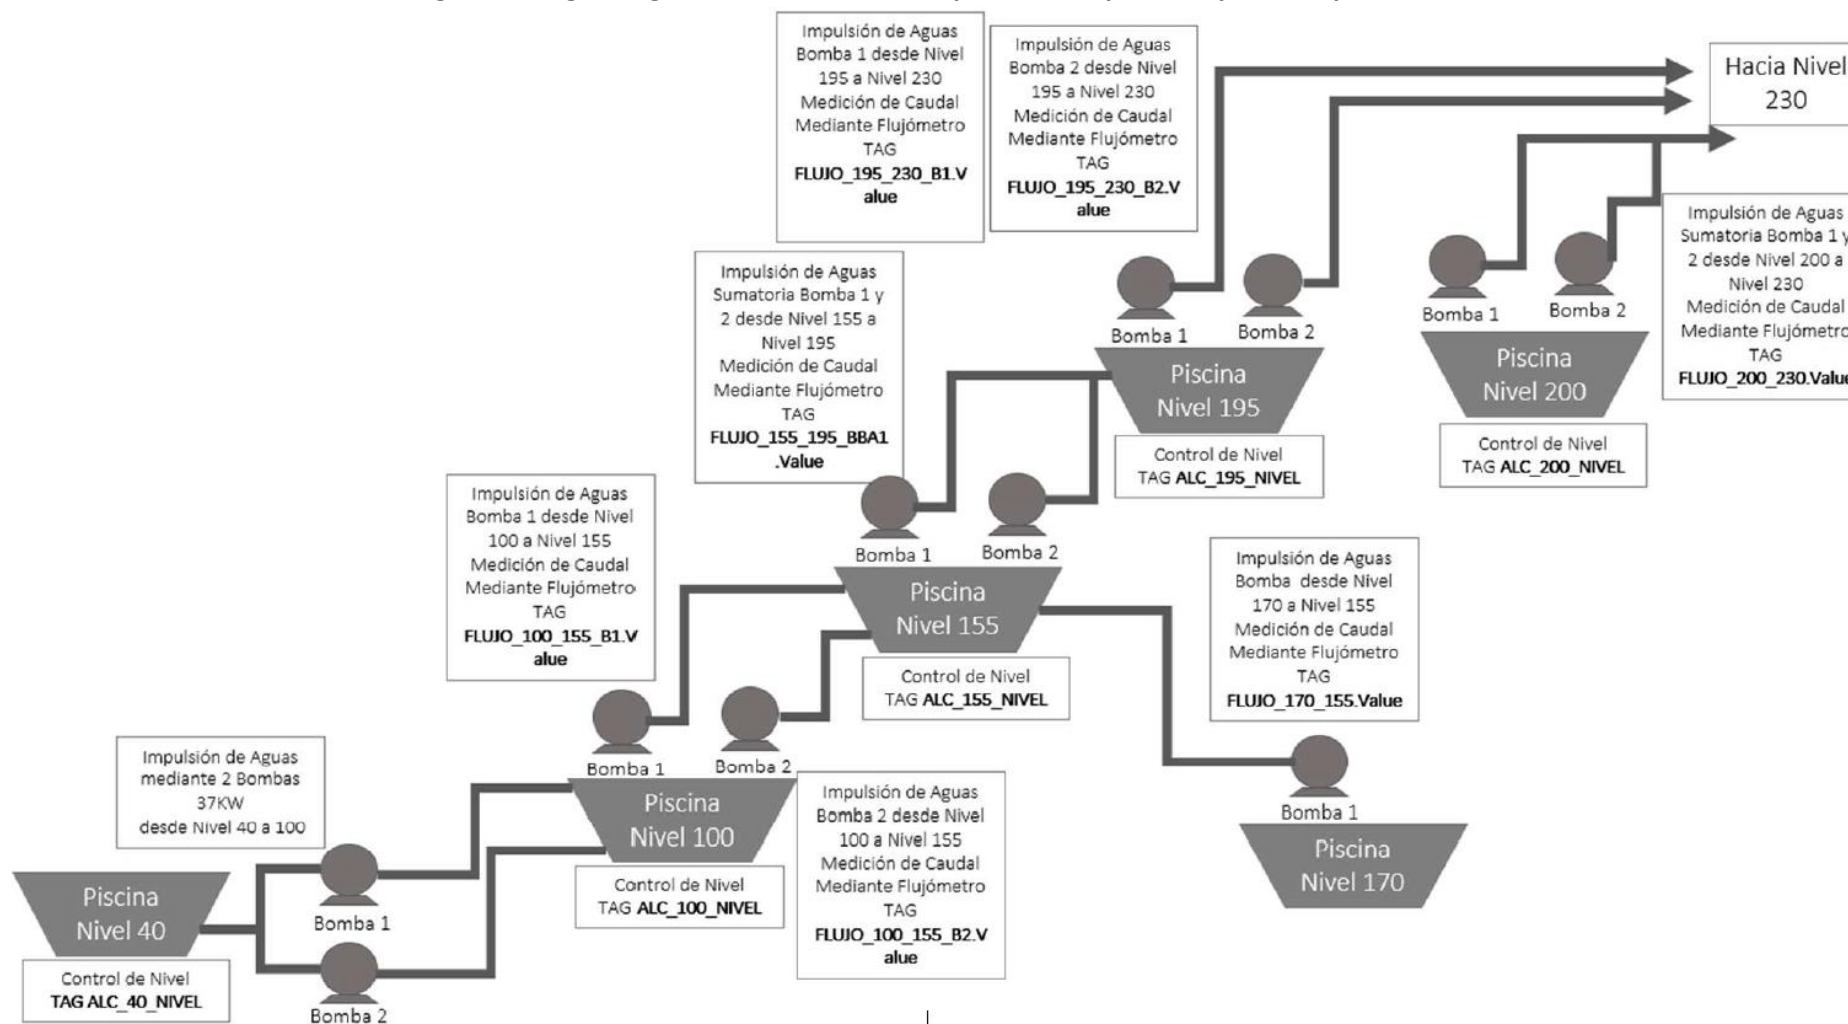 Impulsión de Aguas
Bomba 1 desde Nivel
195 a Nivel 230
Medición de Caudal
Mediante Flujómetro
TAG
FLUJO_195_230_B1.V
alue
Impulsión de Aguas
Bomba 2 desde Nivel
195 a Nivel 230
Medición de Caudal
Mediante Flujómetro
TAG
FLUJO_195_230_B2.V
alue
Hacia Nivel
230
Impulsión de Aguas
Sumatoria Bomba 1 y
2 desde Nivel 200 a
Nivel 230
Medición de Caudal
Mediante Flujómetro
TAG
FLUJO_200_230.Value
Impulsión de Aguas
Sumatoria Bomba 1 y
2 desde Nivel 155 a
Nivel 195
Medición de Caudal
Mediante Flujómetro
TAG
FLUJO_155_195_BBA1
.Value
Bomba 1
Bomba 2
Bomba 1
Bomba 2
Piscina
Nivel 195
Piscina
Nivel 200
Control de Nivel
TAG ALC_195_NIVEL
Control de Nivel
TAG ALC_200_NIVEL
Impulsión de Aguas
Bomba 1 desde Nivel
100 a Nivel 155
Medición de Caudal
Mediante Flujómetro
TAG
FLUJO_100_155_B1.V
alue
Bomba 1
Bomba 2
Piscina
Nivel 155
Control de Nivel
TAG ALC_155_NIVEL
Impulsión de Aguas
Bomba desde Nivel
170 a Nivel 155
Medición de Caudal
Mediante Flujómetro
TAG
FLUJO_170_155.Value
Impulsión de Aguas
mediante 2 Bombas
37KW
desde Nivel 40 a 100
Bomba 1
Bomba 2
Piscina
Nivel 100
Control de Nivel
TAG ALC_100_NIVEL
Impulsión de Aguas
Bomba 2 desde Nivel
100 a Nivel 155
Medición de Caudal
Mediante Flujómetro
TAG
FLUJO_100_155_B2.V
alue
Bomba 1
Piscina
Nivel 170
Piscina
Nivel 40
Control de Nivel
TAG ALC_40_NIVEL
Bomba 1
Bomba 2